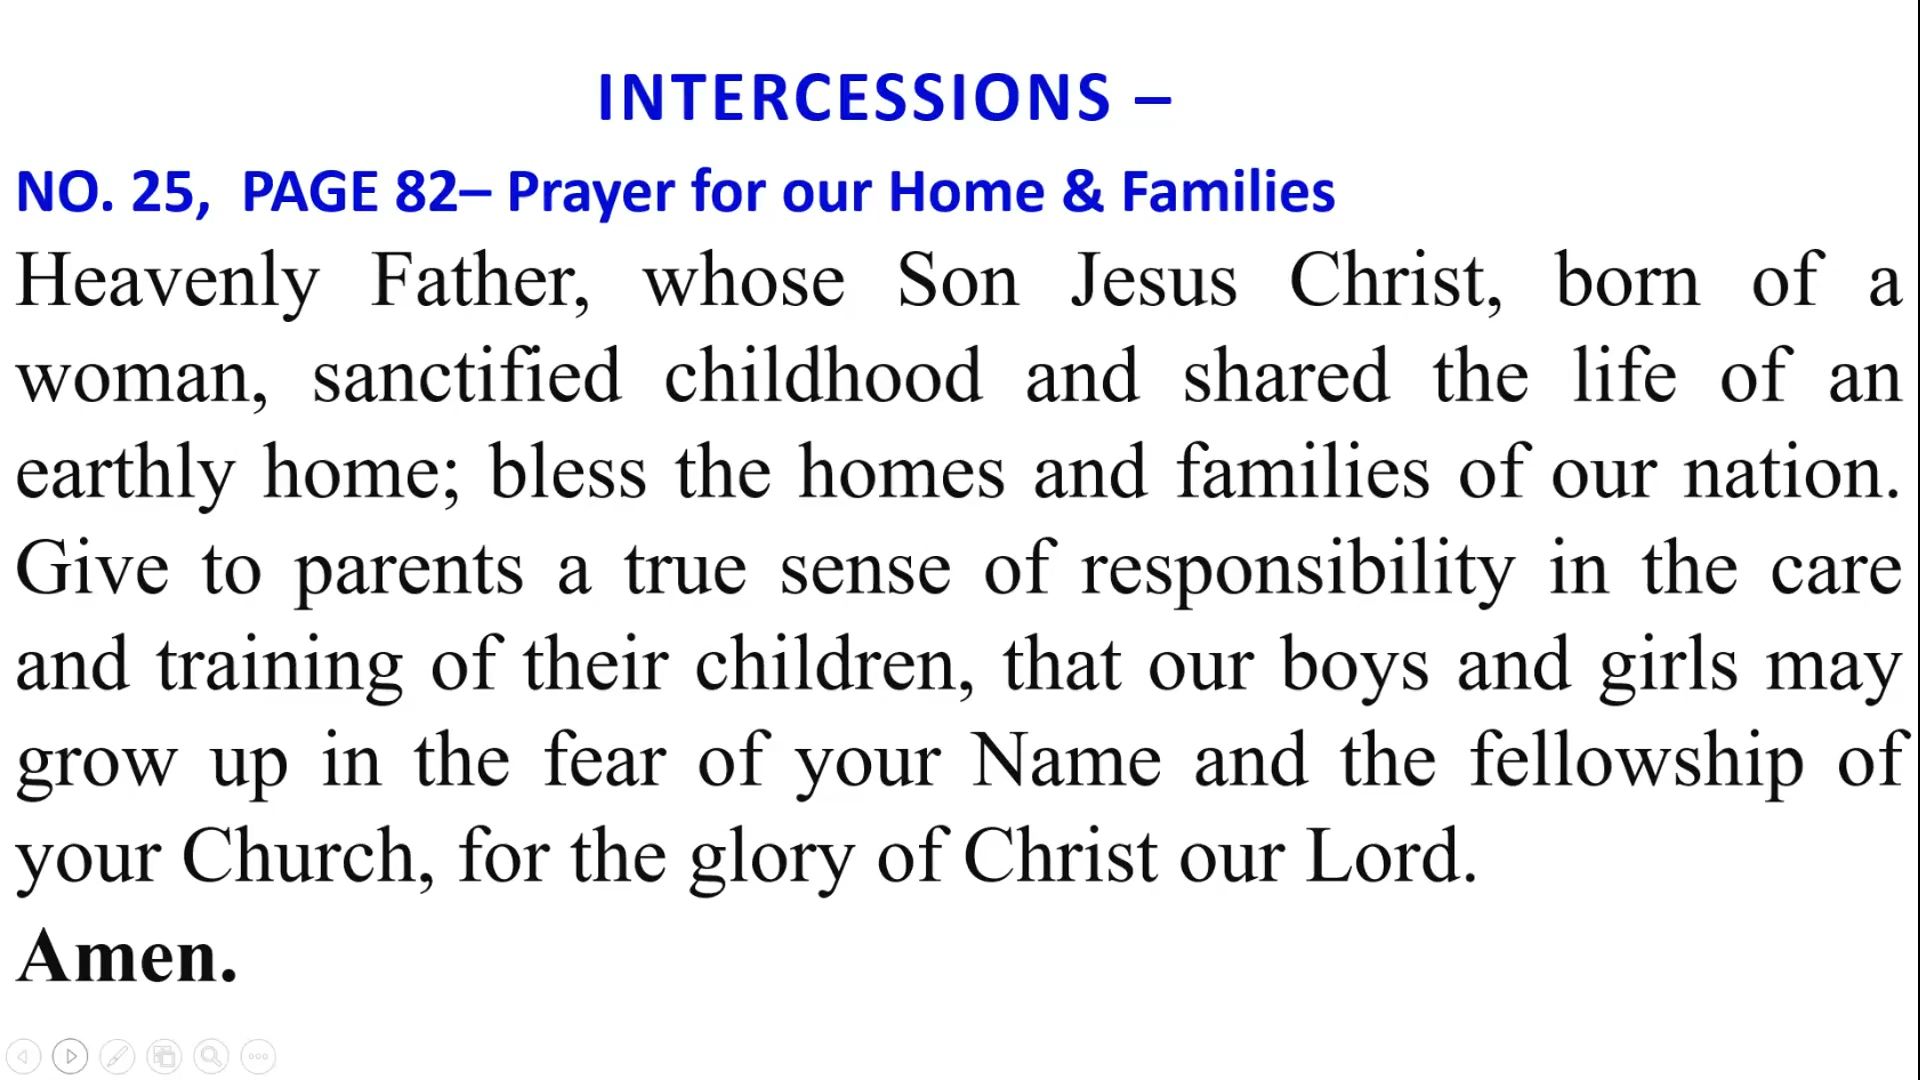 INTERCESSIONS –
NO. 25,  PAGE 82– Prayer for our Home & Families
Heavenly Father, whose Son Jesus Christ, born of a
woman, sanctified childhood and shared the life of an
earthly home; bless the homes and families of our nation.
Give to parents a true sense of responsibility in the care
and training of their children, that our boys and girls may
grow up in the fear of your Name and the fellowship of
your Church, for the glory of Christ our Lord.
Amen.